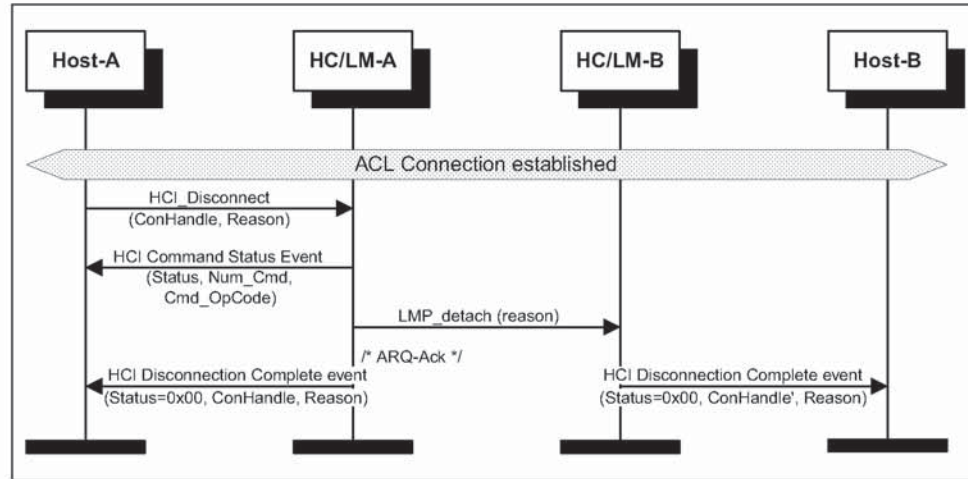 Host-A
HC/LM-A
HC/LM-B
Host-B
ACL Connection established
HCI_Disconnect
(ConHandle, Reason)
HCI Command Status Event
(Status, Num_Cmd,
Cmd_OpCode)
LMP_detach (reason)
/* ARQ-Ack */
HCI Disconnection Complete event
(Status=0x00, ConHandle, Reason)
HCI Disconnection Complete event
(Status=0x00, ConHandle', Reason)